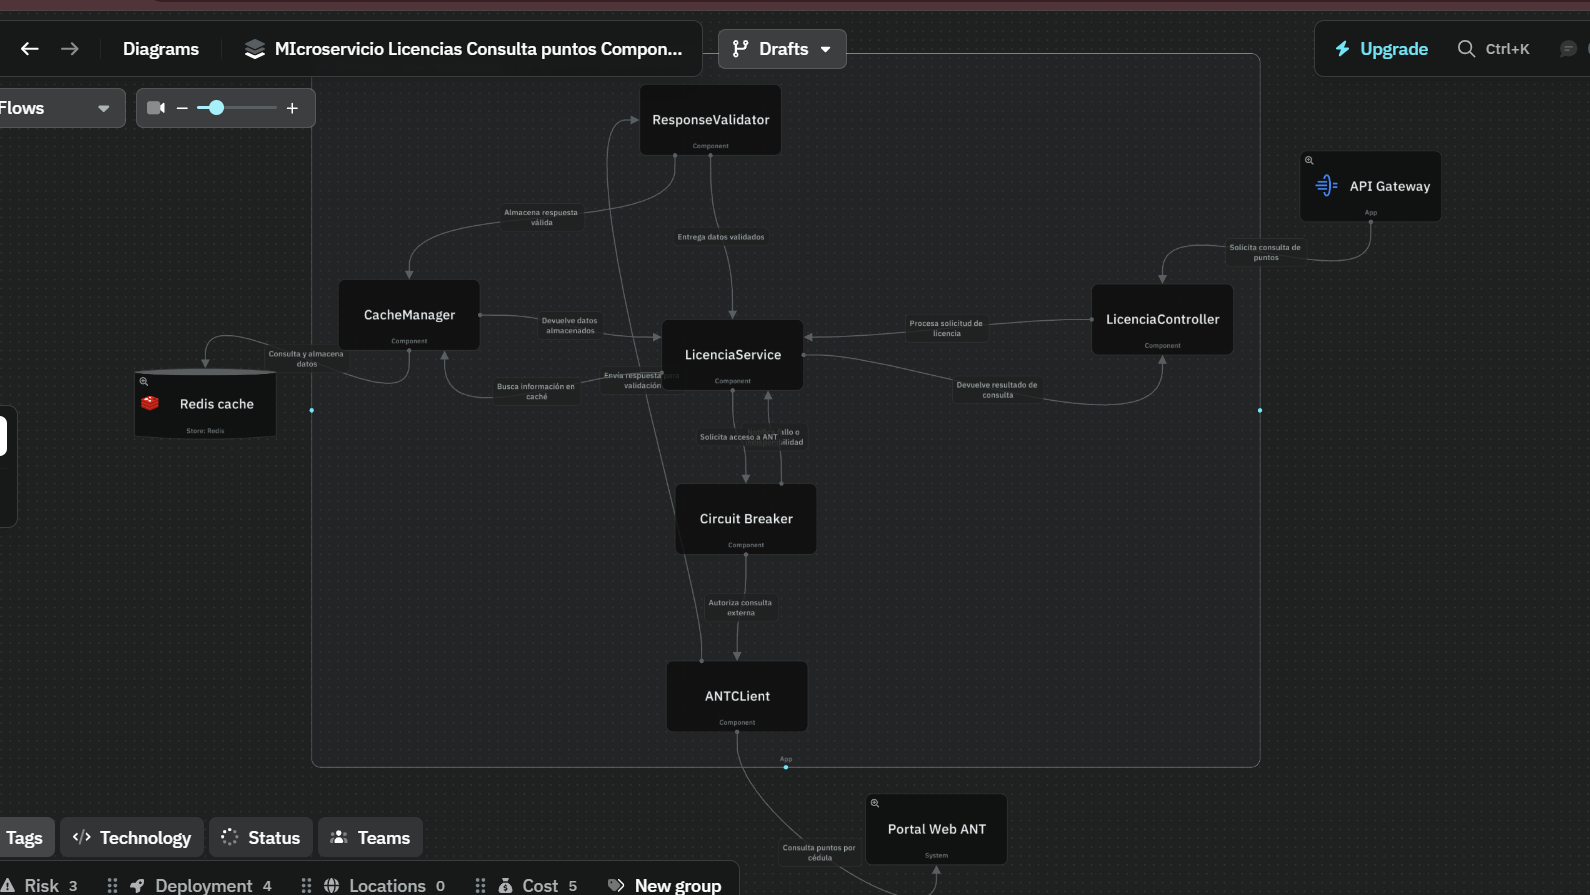 Diagrams
MIcroservicio Licencias Consulta puntos Compon...
Drafts
Upgrade
Ctrl+K
Flows
ResponseValidator
Component
API Gateway
App
Almacena respuesta
válida
Entrega datos validados
Solicita consulta de
puntos
CacheManager
Component
Devuelve datos
almacenados
LicenciaService
Component
Procesa solicitud de
licencia
LicenciaController
Component
Consulta y almacena
datos
Redis cache
Store: Redis
Busca información en
caché
Envía respuesta para
validación
Devuelve resultado de
consulta
Solicita acceso a ANT
Circuit Breaker
Component
Autoriza consulta
externa
ANTCLient
Component
App
Portal Web ANT
System
Consulta puntos por
cédula
Tags
Technology
Status
Teams
Risk 3
Deployment 4
Locations 0
Cost 5
New group